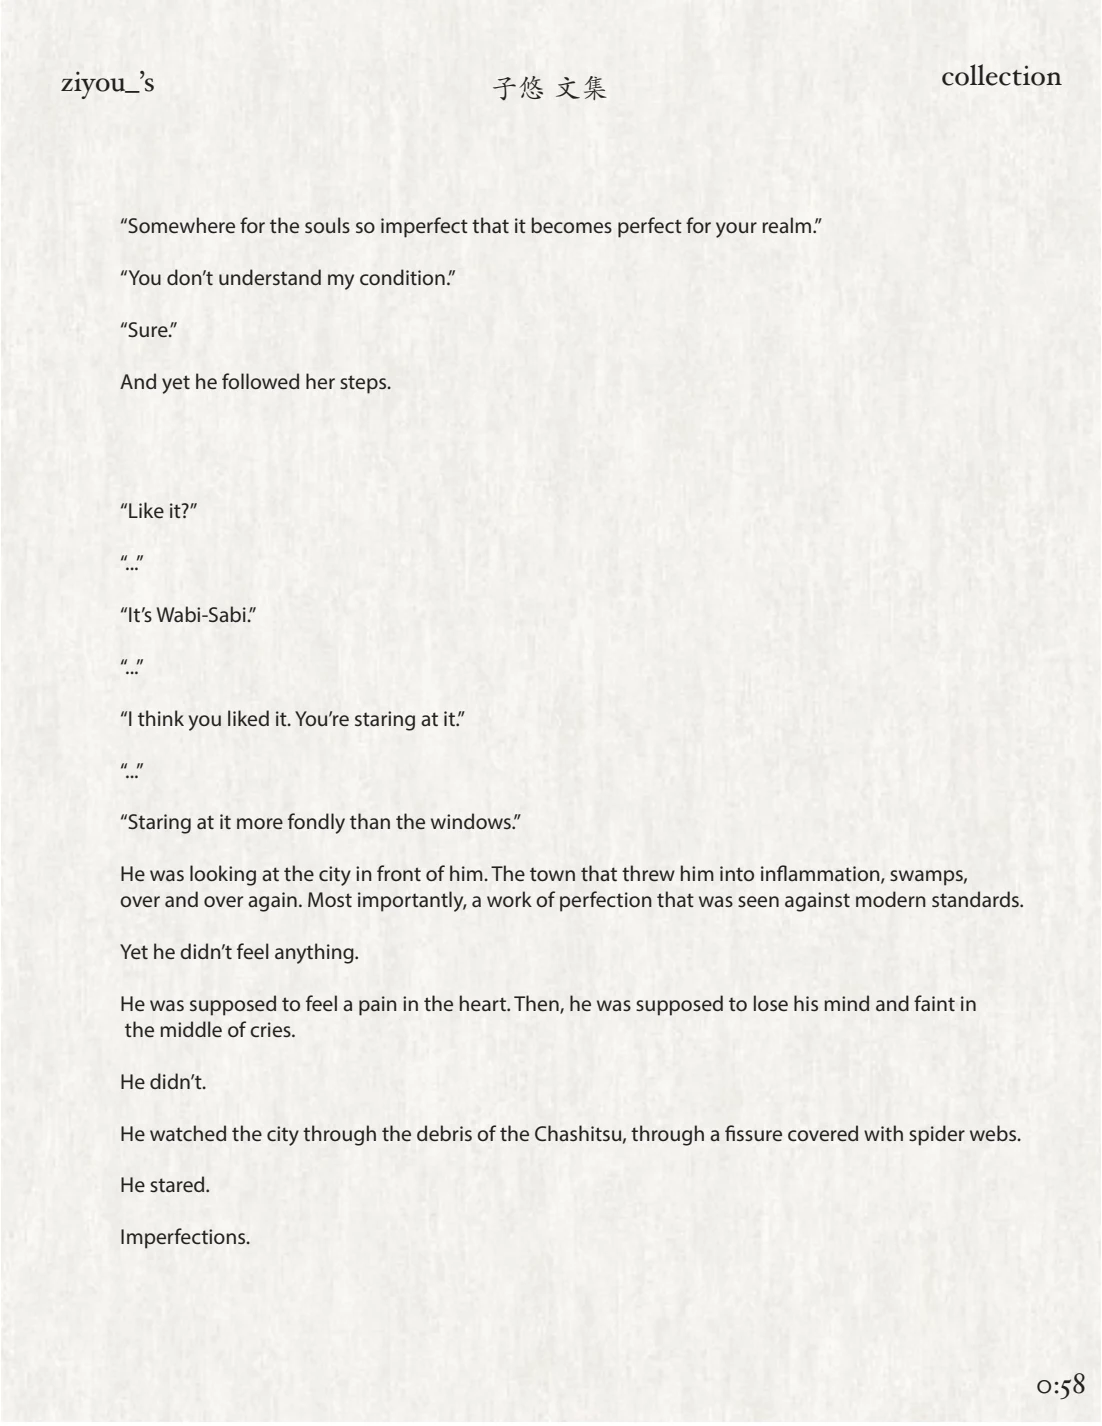 ziyou_’s
子悠 文集
collection
“Somewhere for the souls so imperfect that it becomes perfect for your realm.”
“You don’t understand my condition.”
“Sure.”
And yet he followed her steps.
“Like it?”
“...”
“It’s Wabi-Sabi.”
“...”
“I think you liked it. You’re staring at it.”
“...”
“Staring at it more fondly than the windows.”
He was looking at the city in front of him. The town that threw him into inflammation, swamps,
over and over again. Most importantly, a work of perfection that was seen against modern standards.
Yet he didn’t feel anything.
He was supposed to feel a pain in the heart. Then, he was supposed to lose his mind and faint in
the middle of cries.
He didn’t.
He watched the city through the debris of the Chashitsu, through a fissure covered with spider webs.
He stared.
Imperfections.
0:58